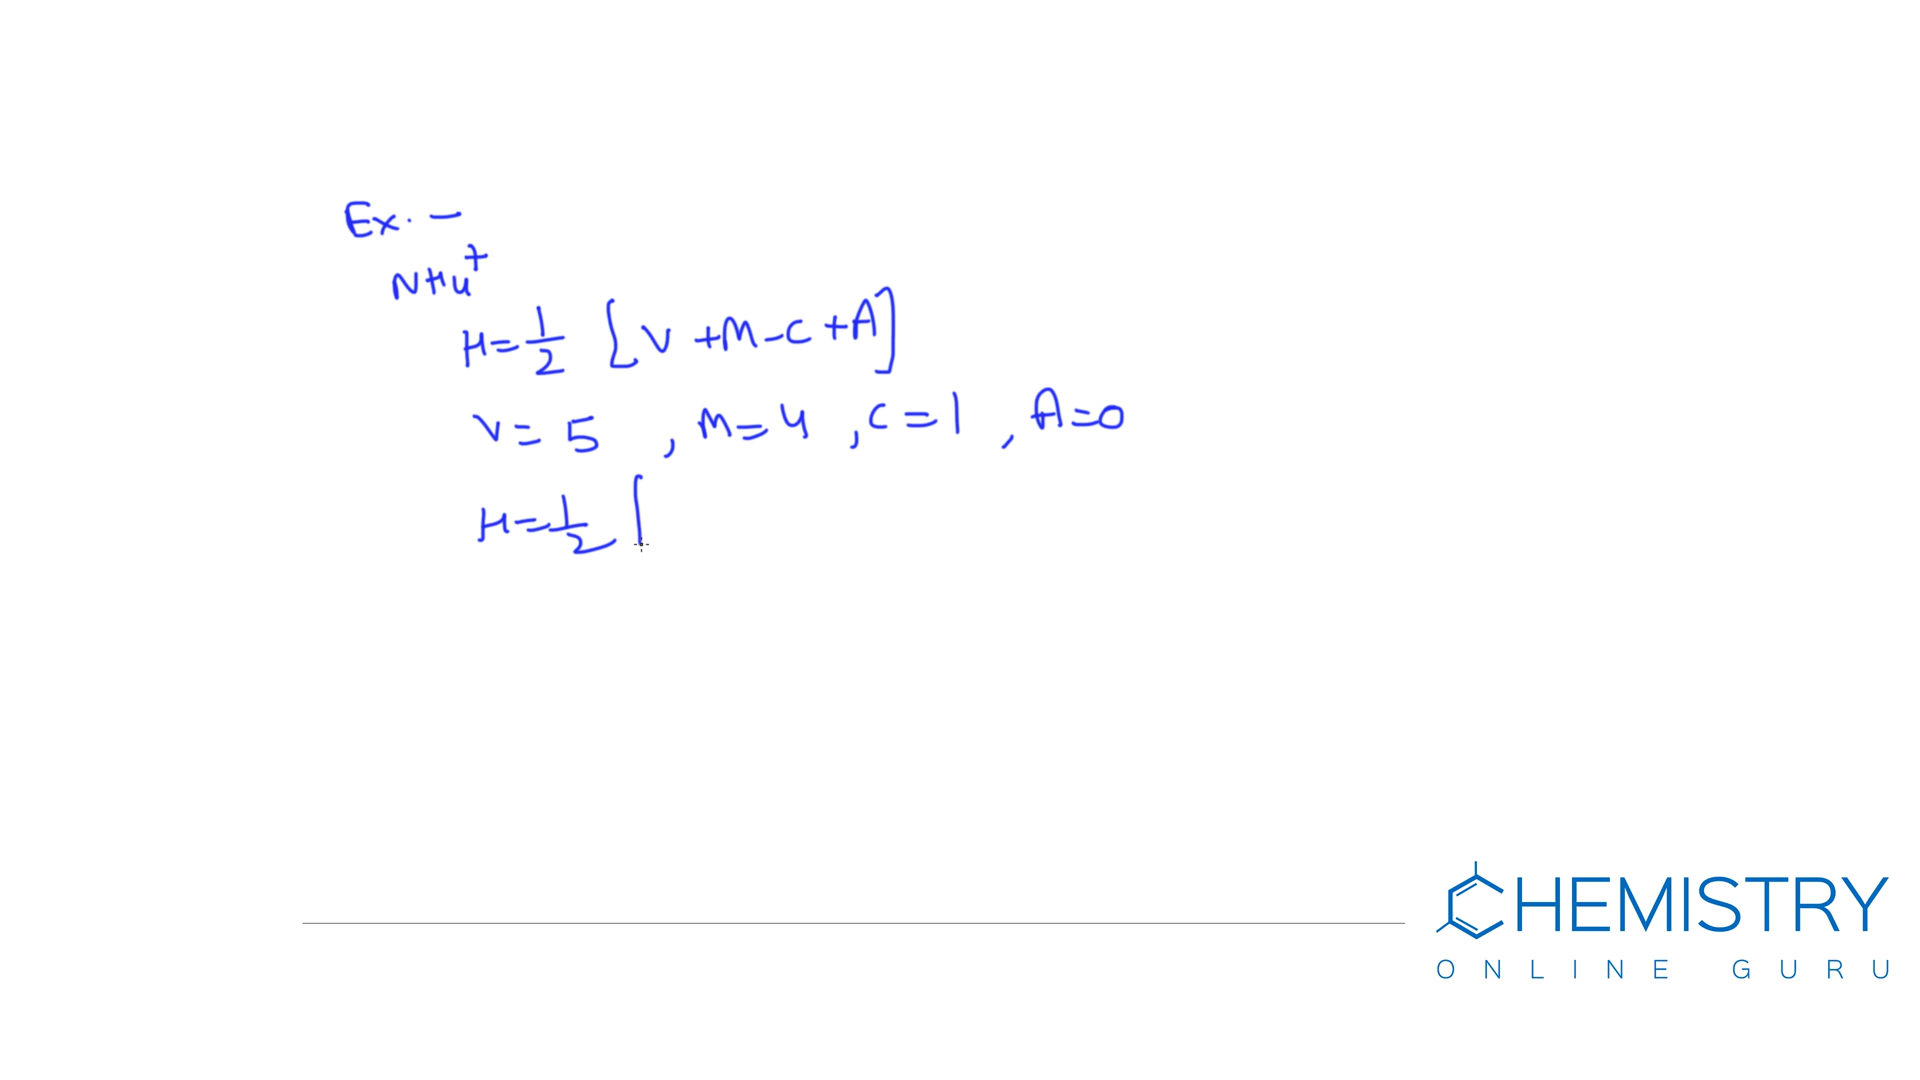 Ex. -
NH4+
H = 1/2 [V + M - C + A]
V = 5 , M = 4 , C = 1 , A = 0
H = 1/2 [
CHEMISTRY
ONLINE GURU